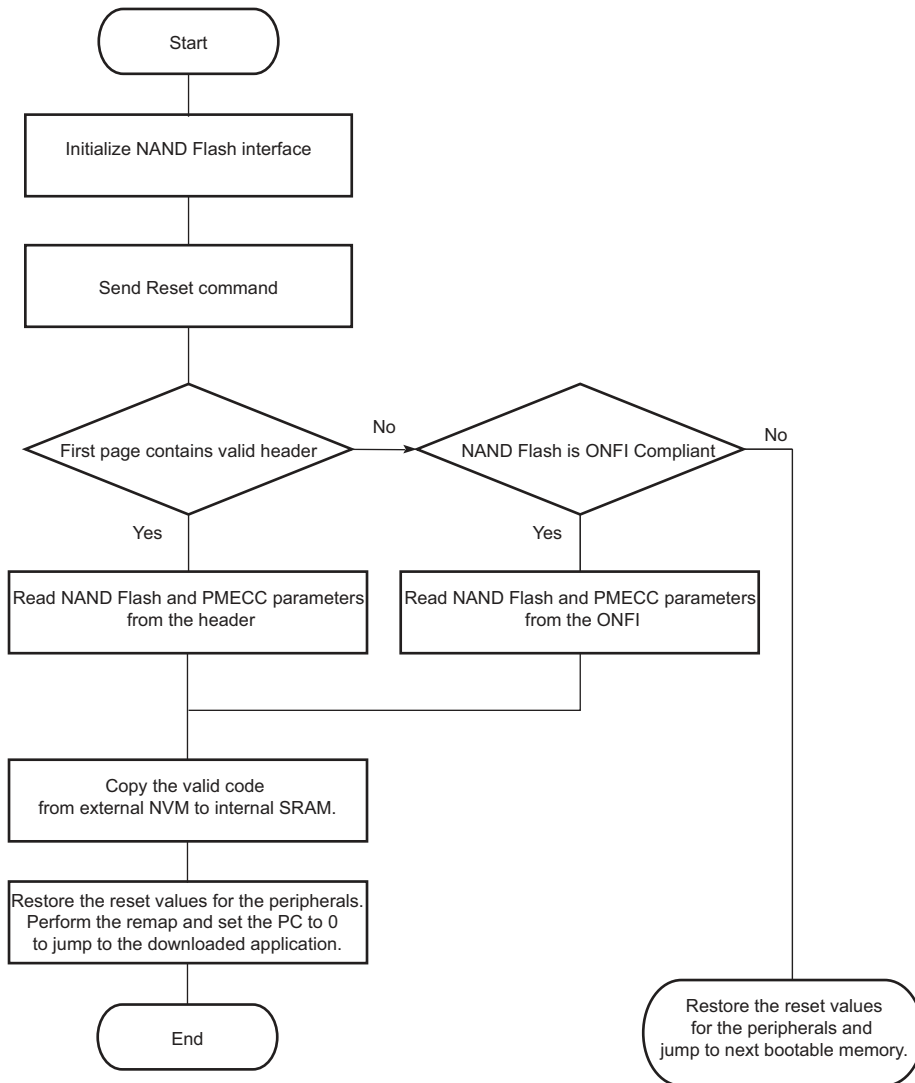 Start
Initialize NAND Flash interface
Send Reset command
First page contains valid header
No
NAND Flash is ONFI Compliant
No
Yes
Yes
Read NAND Flash and PMECC parameters
from the header
Read NAND Flash and PMECC parameters
from the ONFI
Copy the valid code
from external NVM to internal SRAM.
Restore the reset values for the peripherals.
Perform the remap and set the PC to 0
to jump to the downloaded application.
End
Restore the reset values
for the peripherals and
jump to next bootable memory.